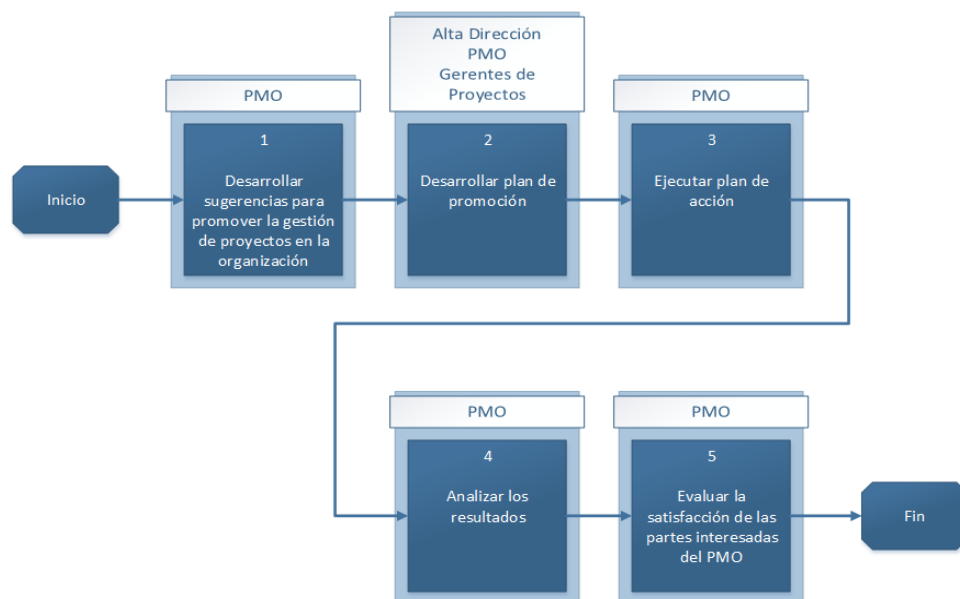 Alta Dirección
PMO
Gerentes de
Proyectos
PMO
PMO
Inicio
1
Desarrollar
sugerencias para
promover la gestión
de proyectos en la
organización
2
Desarrollar plan de
promoción
3
Ejecutar plan de
acción
PMO
PMO
4
Analizar los
resultados
5
Evaluar la
satisfacción de las
partes interesadas
del PMO
Fin